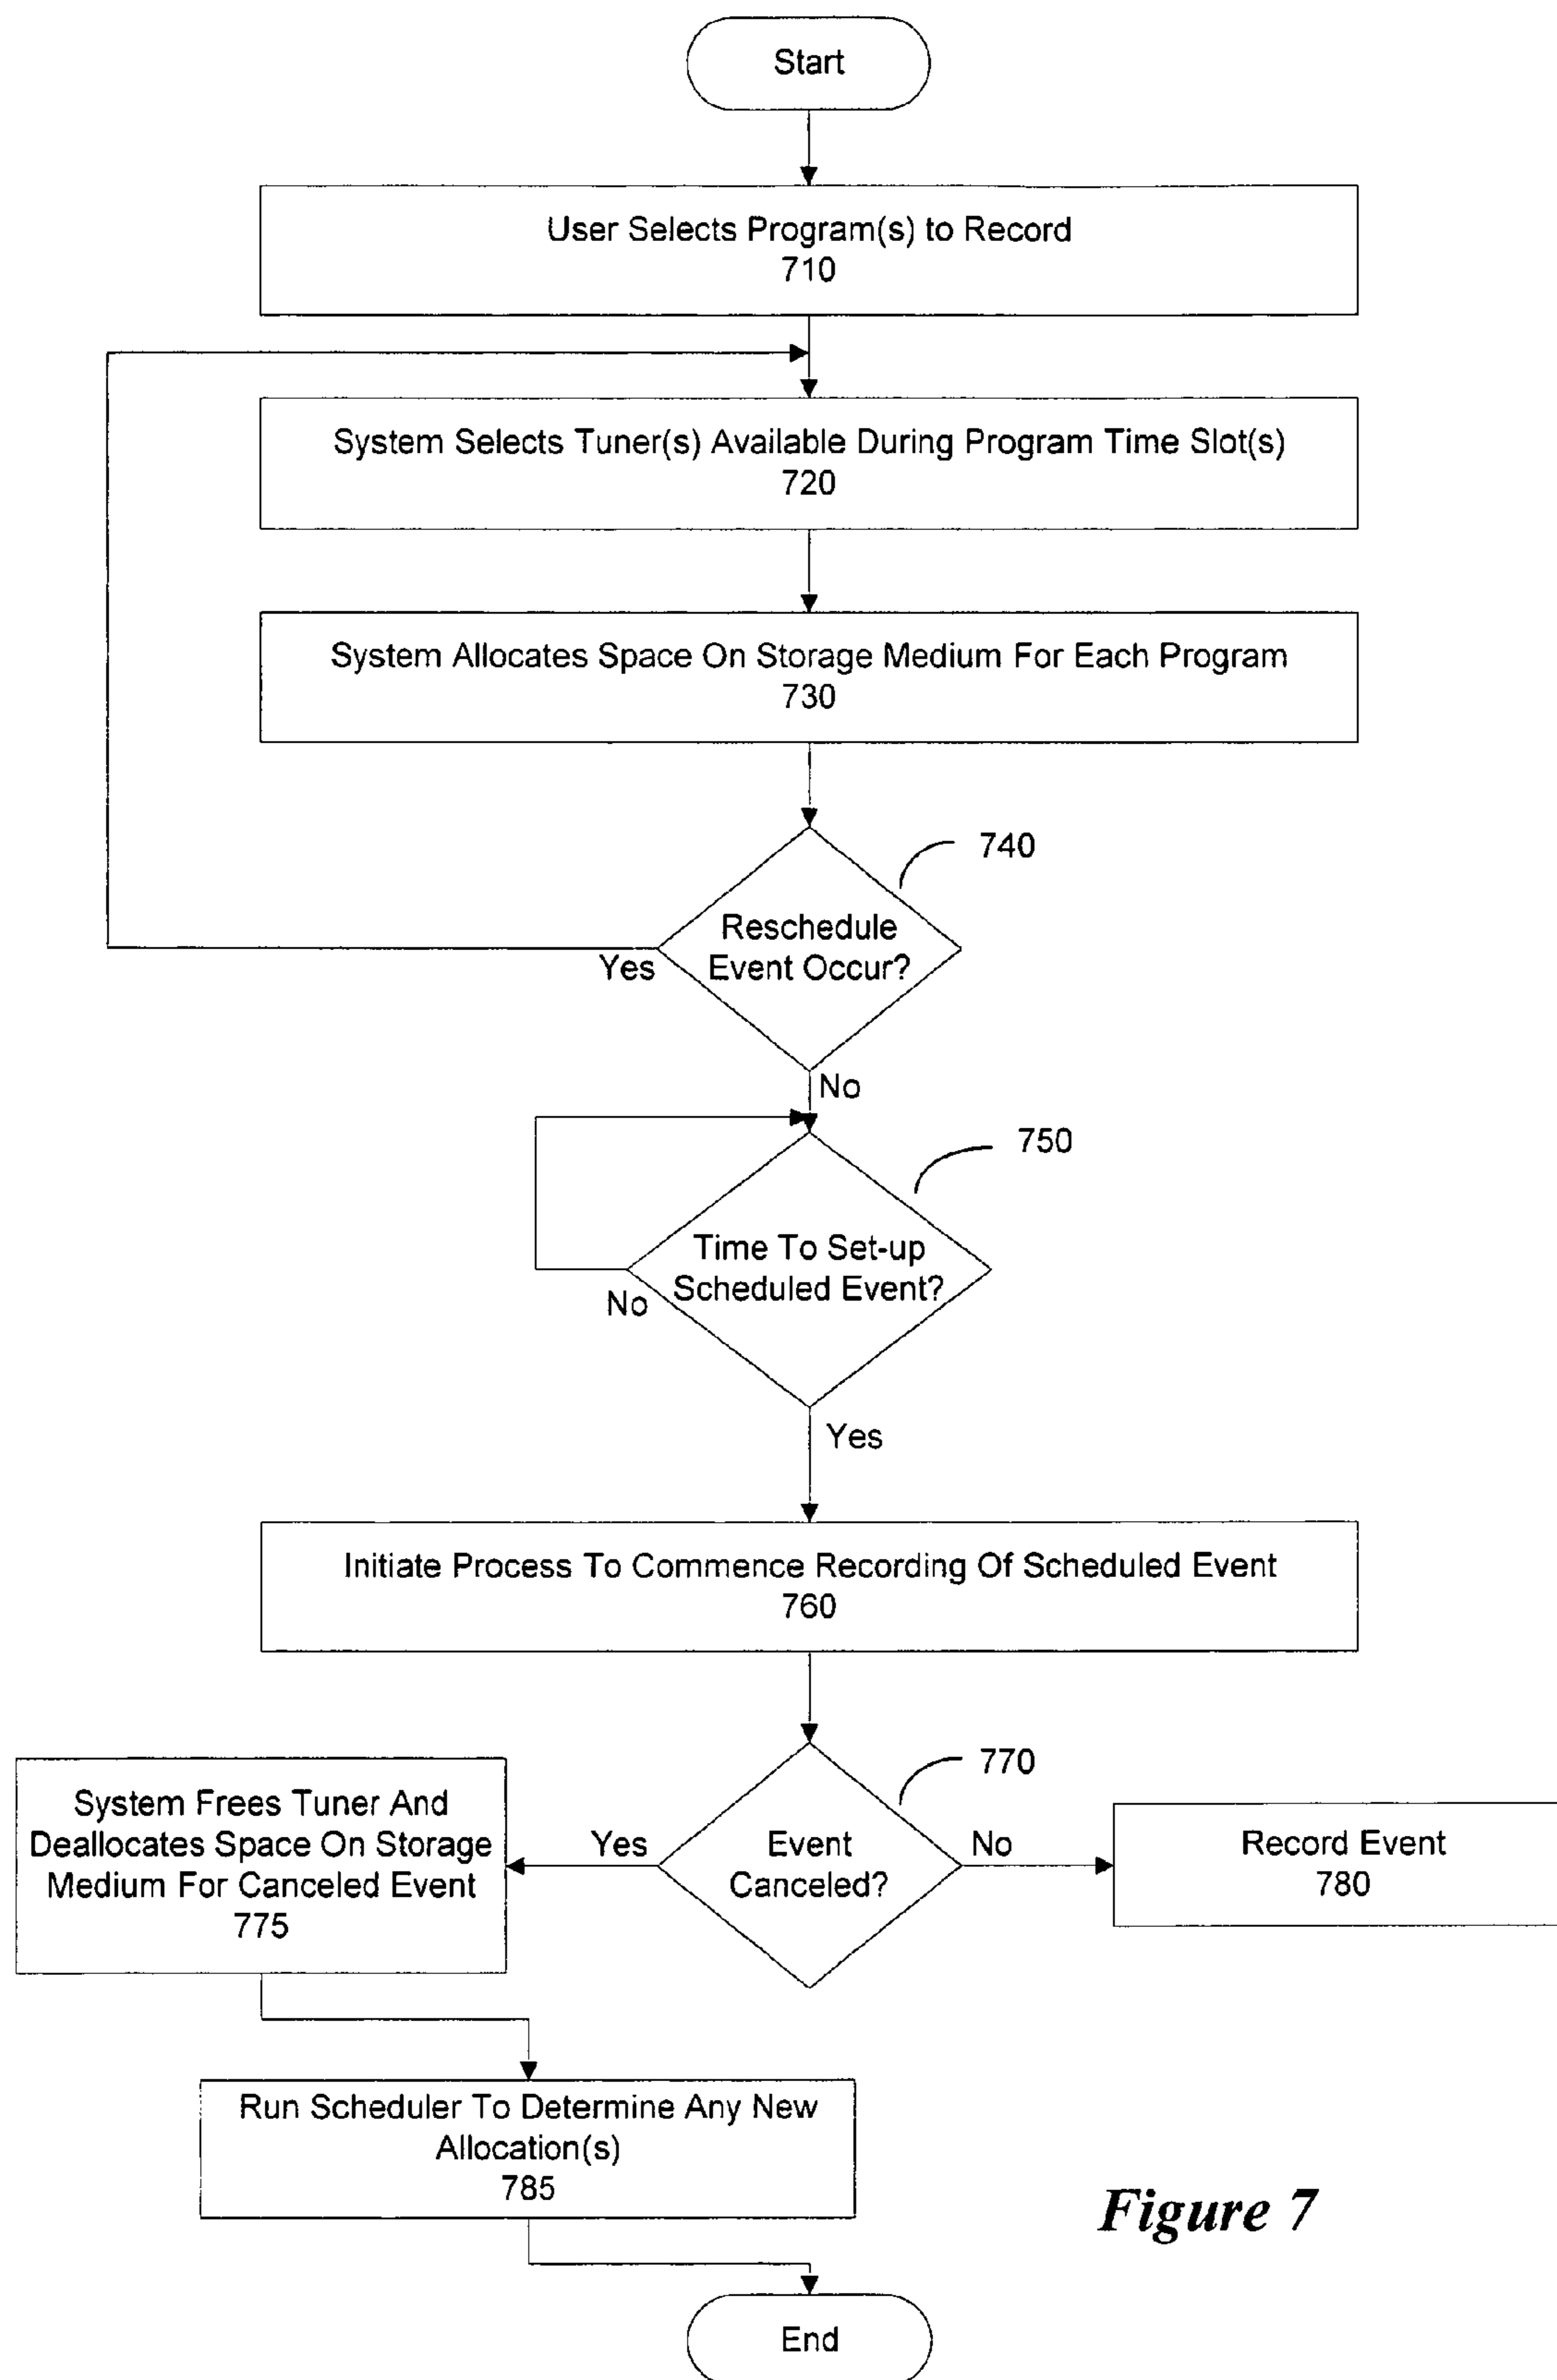 Start
User Selects Program(s) to Record
710
System Selects Tuner(s) Available During Program Time Slot(s)
720
System Allocates Space On Storage Medium For Each Program
730
740
Reschedule
Event Occur?
Yes
No
750
Time To Set-up
Scheduled Event?
No
Yes
Initiate Process To Commence Recording Of Scheduled Event
760
770
System Frees Tuner And
Deallocates Space On Storage
Medium For Canceled Event
775
Yes
Event
Canceled?
No
Record Event
780
Run Scheduler To Determine Any New
Allocation(s)
785
Figure 7
End